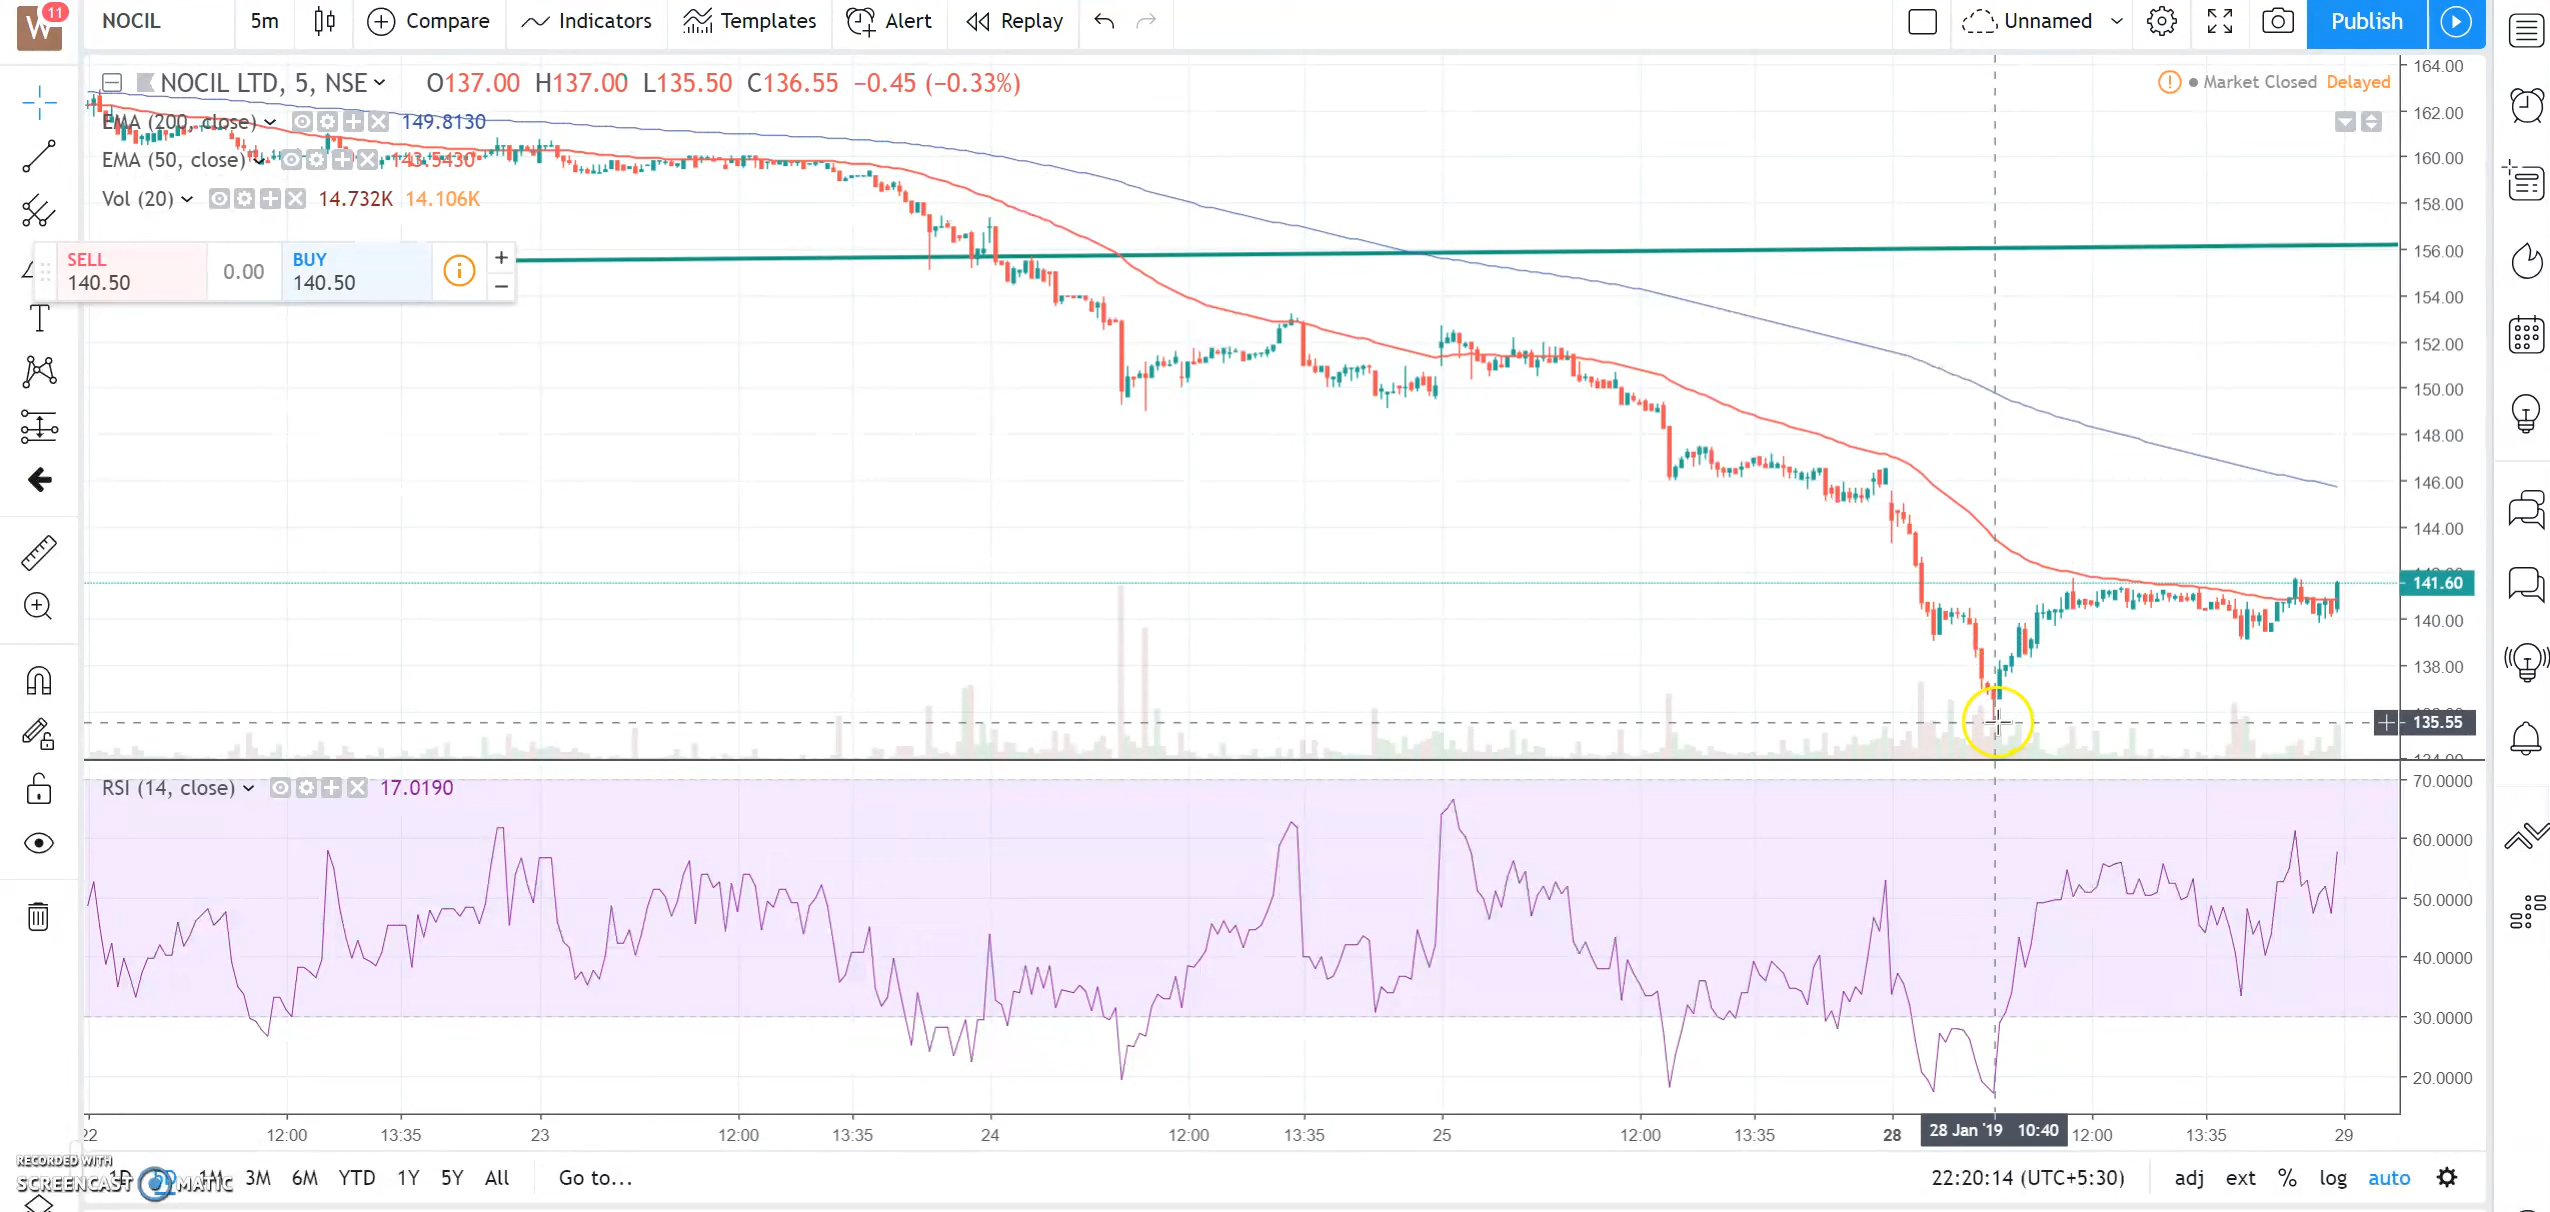 W 11 NOCIL 5m Compare Indicators Templates Alert Replay Unnamed Publish
NOCIL LTD, 5, NSE O137.00 H137.00 L135.50 C136.55 −0.45 (−0.33%)
Market Closed Delayed
EMA (200, close) 149.8130
EMA (50, close) 143.5430
Vol (20) 14.732K 14.106K
SELL
140.50
0.00
BUY
140.50
164.00
162.00
160.00
158.00
156.00
154.00
152.00
150.00
148.00
146.00
144.00
141.60
140.00
138.00
135.55
RSI (14, close) 17.0190
70.0000
60.0000
50.0000
40.0000
30.0000
20.0000
22 12:00 13:35 23 12:00 13:35 24 12:00 13:35 25 12:00 13:35 28 28 Jan '19 10:40 12:00 13:35 29
RECORDED WITH
SCREENCAST MATIC
1D 5D 1M 3M 6M YTD 1Y 5Y All Go to... 22:20:14 (UTC+5:30) adj ext % log auto